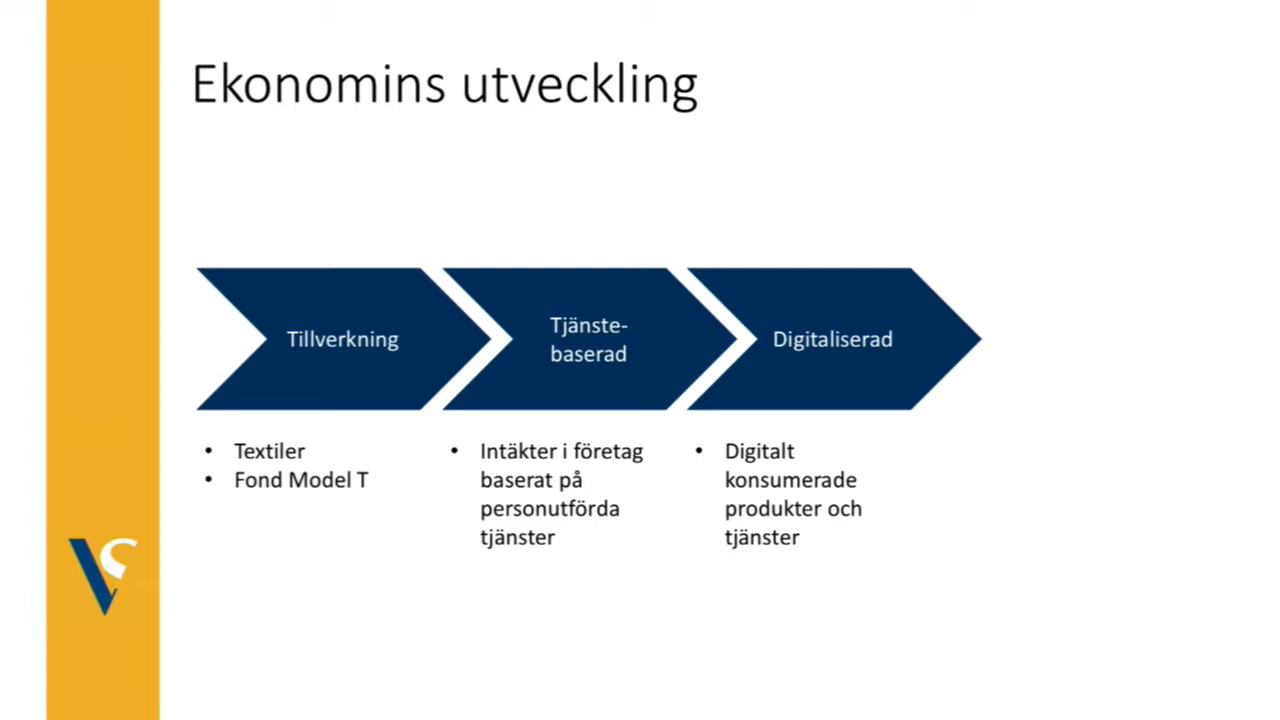 Ekonomins utveckling
Tillverkning
Tjänste-
baserad
Digitaliserad
• Textiler
• Fond Model T
• Intäkter i företag
baserat på
personutförda
tjänster
• Digitalt
konsumerade
produkter och
tjänster